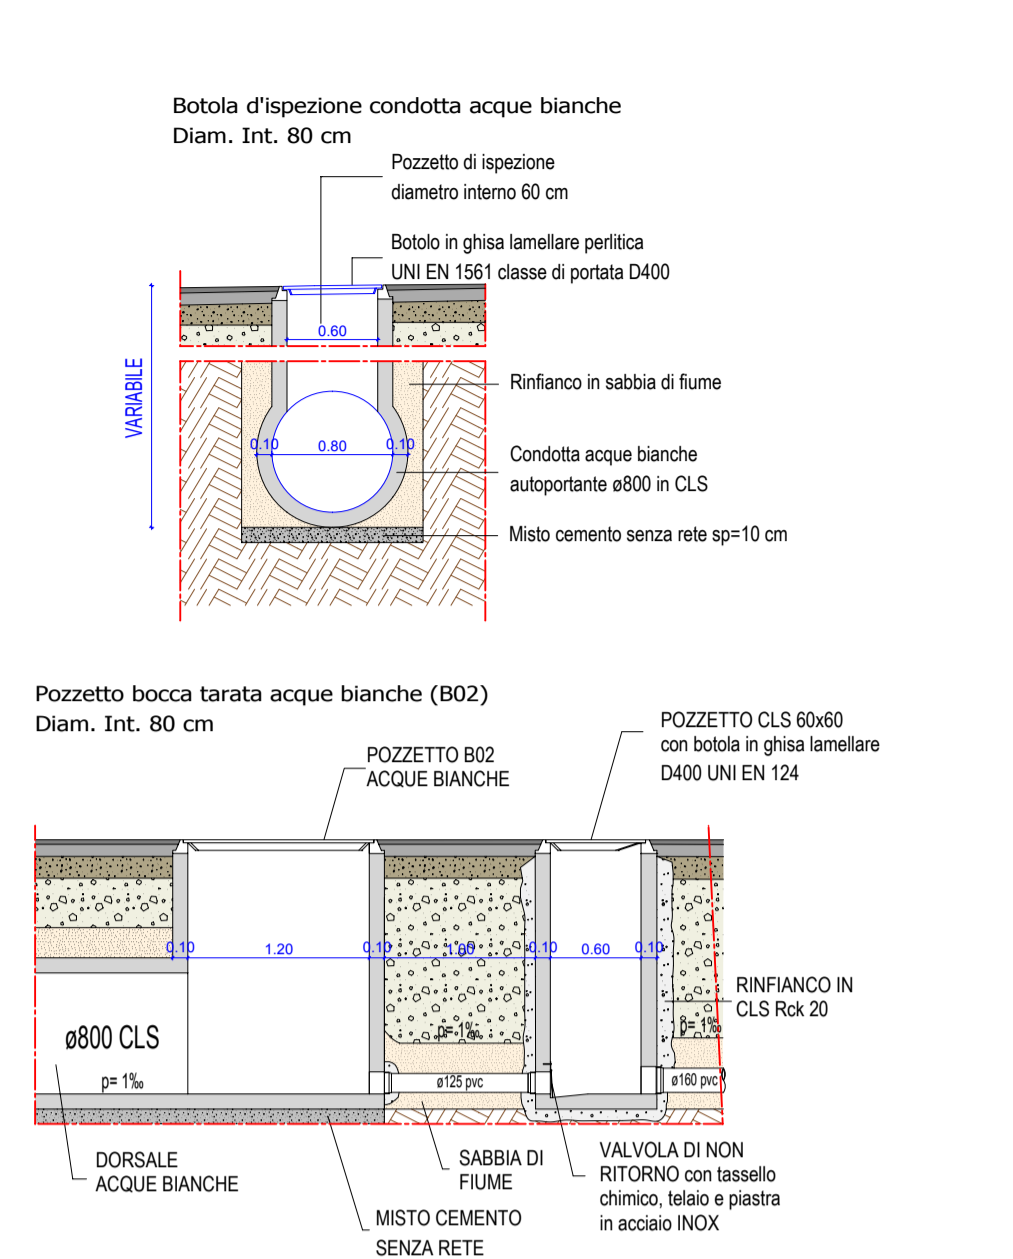 Botola d'ispezione condotta acque bianche
Diam. Int. 80 cm
Pozzetto di ispezione
diametro interno 60 cm
Botolo in ghisa lamellare perlitica
UNI EN 1561 classe di portata D400
0.60
VARIABILE
Rinfianco in sabbia di fiume
0.10 0.80 0.10
Condotta acque bianche
autoportante ø800 in CLS
Misto cemento senza rete sp=10 cm
Pozzetto bocca tarata acque bianche (B02)
Diam. Int. 80 cm
POZZETTO CLS 60x60
con botola in ghisa lamellare
D400 UNI EN 124
POZZETTO B02
ACQUE BIANCHE
0.10 1.20 0.10 1.00 0.10 0.60 0.10
RINFIANCO IN
CLS Rck 20
ø800 CLS
p= 1‰
p= 1‰
p= 1‰
ø125 pvc
ø160 pvc
DORSALE
ACQUE BIANCHE
SABBIA DI
FIUME
VALVOLA DI NON
RITORNO con tassello
chimico, telaio e piastra
in acciaio INOX
MISTO CEMENTO
SENZA RETE